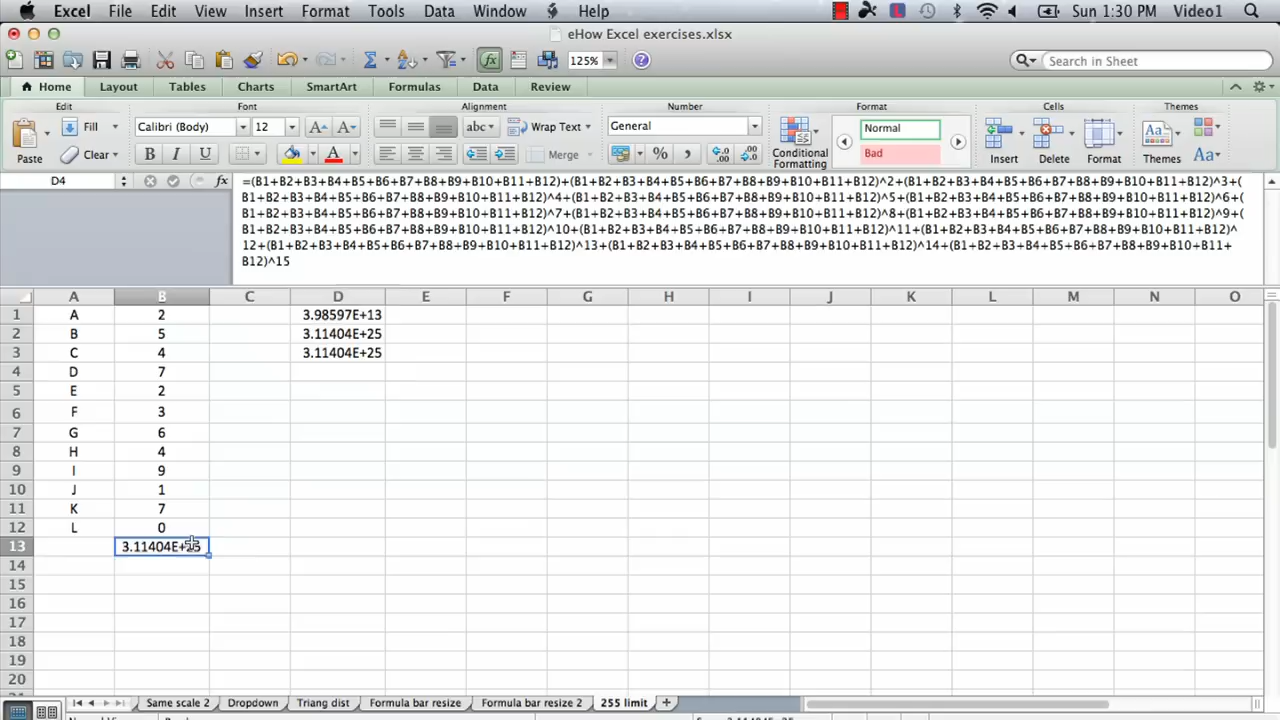 Excel File Edit View Insert Format Tools Data Window Help Sun 1:30 PM Video1
eHow Excel exercises.xlsx
125% Search in Sheet
Home Layout Tables Charts SmartArt Formulas Data Review
Edit Font Alignment Number Format Cells Themes
Fill Calibri (Body) 12 A A abc Wrap Text General Normal
Paste Clear B I U A Merge % , Conditional Formatting Bad Insert Delete Format Themes Aa
D4 fx =(B1+B2+B3+B4+B5+B6+B7+B8+B9+B10+B11+B12)+(B1+B2+B3+B4+B5+B6+B7+B8+B9+B10+B11+B12)^2+(B1+B2+B3+B4+B5+B6+B7+B8+B9+B10+B11+B12)^3+(
B1+B2+B3+B4+B5+B6+B7+B8+B9+B10+B11+B12)^4+(B1+B2+B3+B4+B5+B6+B7+B8+B9+B10+B11+B12)^5+(B1+B2+B3+B4+B5+B6+B7+B8+B9+B10+B11+B12)^6+(
B1+B2+B3+B4+B5+B6+B7+B8+B9+B10+B11+B12)^7+(B1+B2+B3+B4+B5+B6+B7+B8+B9+B10+B11+B12)^8+(B1+B2+B3+B4+B5+B6+B7+B8+B9+B10+B11+B12)^9+(
B1+B2+B3+B4+B5+B6+B7+B8+B9+B10+B11+B12)^10+(B1+B2+B3+B4+B5+B6+B7+B8+B9+B10+B11+B12)^11+(B1+B2+B3+B4+B5+B6+B7+B8+B9+B10+B11+B12)^
12+(B1+B2+B3+B4+B5+B6+B7+B8+B9+B10+B11+B12)^13+(B1+B2+B3+B4+B5+B6+B7+B8+B9+B10+B11+B12)^14+(B1+B2+B3+B4+B5+B6+B7+B8+B9+B10+B11+
B12)^15
A B C D E F G H I J K L M N O
1 A 2 3.98597E+13
2 B 5 3.11404E+25
3 C 4 3.11404E+25
4 D 7
5 E 2
6 F 3
7 G 6
8 H 4
9 I 9
10 J 1
11 K 7
12 L 0
13 3.11404E+25
14
15
16
17
18
19
20
Same scale 2 Dropdown Triang dist Formula bar resize Formula bar resize 2 255 limit